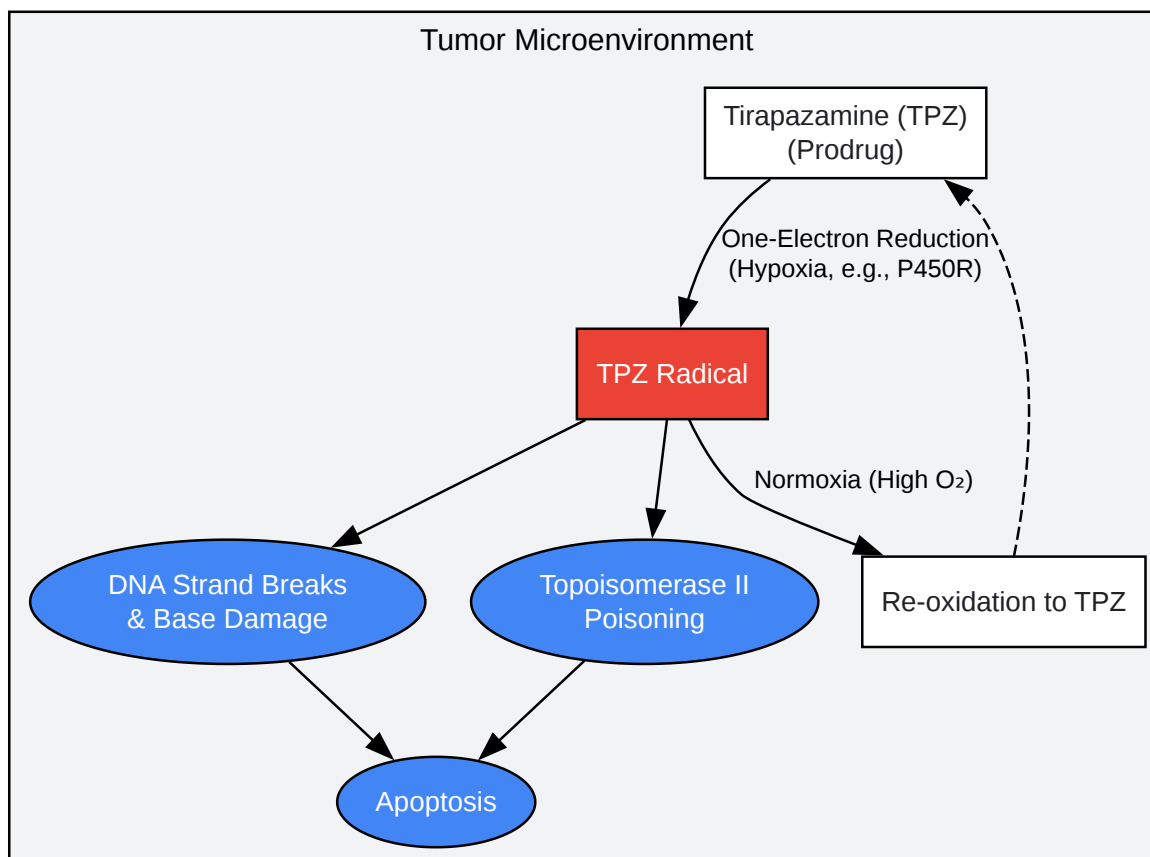 Tumor Microenvironment
Tirapazamine (TPZ)
(Prodrug)
One-Electron Reduction
(Hypoxia, e.g., P450R)
TPZ Radical
Normoxia (High O₂)
DNA Strand Breaks
& Base Damage
Topoisomerase II
Poisoning
Re-oxidation to TPZ
Apoptosis